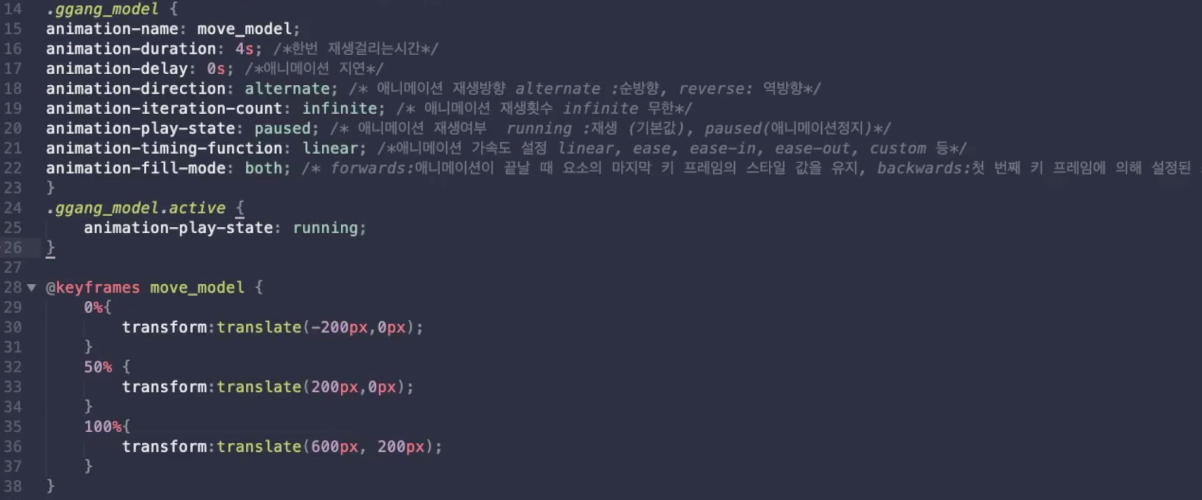 14 .ggang_model {
15 animation-name: move_model;
16 animation-duration: 4s; /*한번 재생걸리는시간*/
17 animation-delay: 0s; /*애니메이션 지연*/
18 animation-direction: alternate; /* 애니메이션 재생방향 alternate :순방향, reverse: 역방향*/
19 animation-iteration-count: infinite; /* 애니메이션 재생횟수 infinite 무한*/
20 animation-play-state: paused; /* 애니메이션 재생여부  running :재생 (기본값), paused(애니메이션정지)*/
21 animation-timing-function: linear; /*애니메이션 가속도 설정 linear, ease, ease-in, ease-out, custom 등*/
22 animation-fill-mode: both; /* forwards:애니메이션이 끝날 때 요소의 마지막 키 프레임의 스타일 값을 유지, backwards:첫 번째 키 프레임에 의해 설정된
23 }
24 .ggang_model.active {
25     animation-play-state: running;
26 }
27
28 @keyframes move_model {
29     0%{
30         transform:translate(-200px,0px);
31     }
32     50% {
33         transform:translate(200px,0px);
34     }
35     100%{
36         transform:translate(600px, 200px);
37     }
38 }